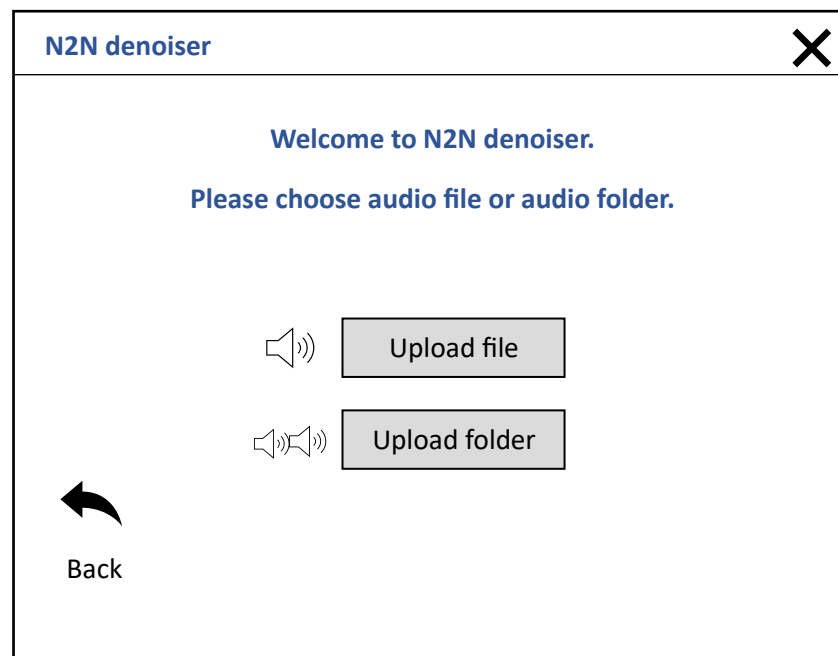 N2N denoiser
Welcome to N2N denoiser.
Please choose audio file or audio folder.
Upload file
Upload folder
Back